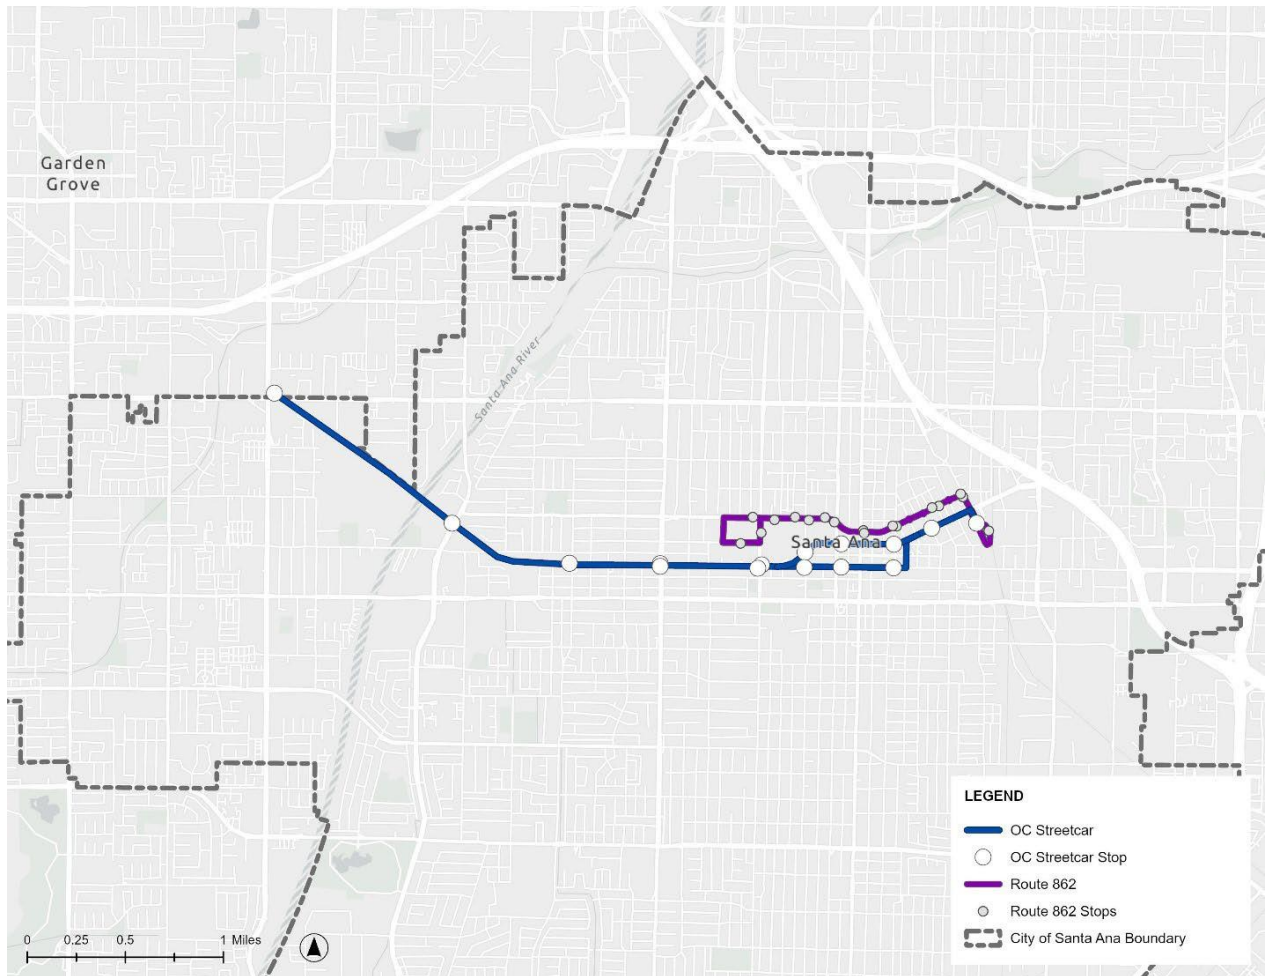 Garden
Grove
Santa Ana River
Santa Ana
LEGEND
OC Streetcar
OC Streetcar Stop
Route 862
Route 862 Stops
City of Santa Ana Boundary
0 0.25 0.5 1 Miles